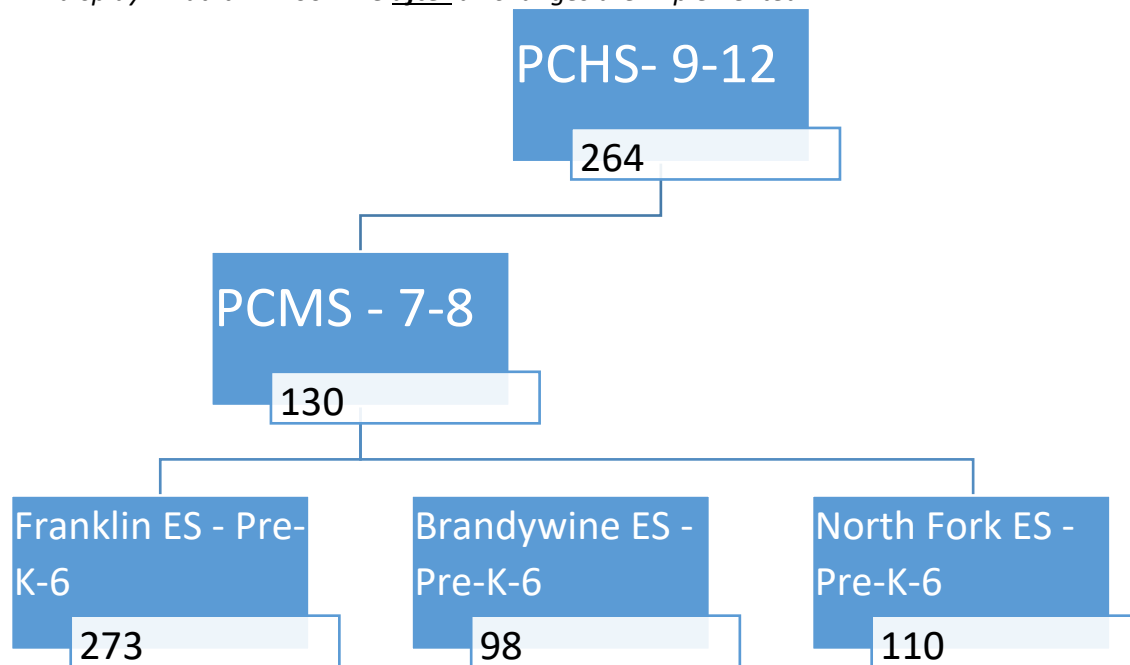 after
PCHS- 9-12
264
PCMS - 7-8
130
Franklin ES - Pre-
K-6
273
Brandywine ES -
Pre-K-6
98
North Fork ES -
Pre-K-6
110